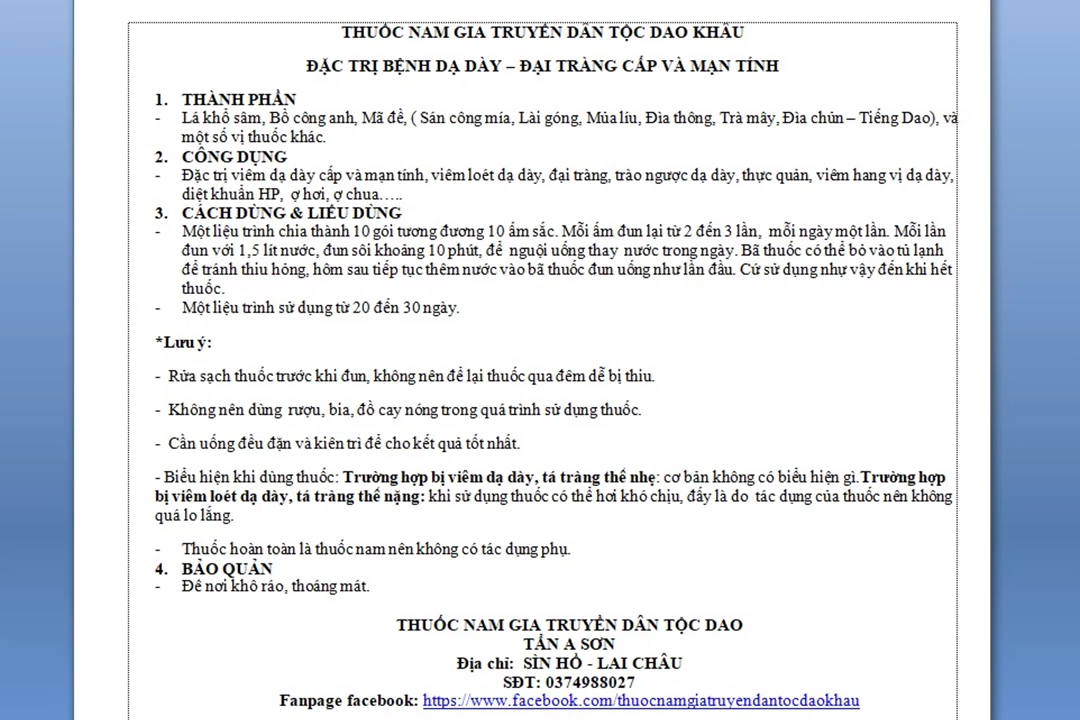 THUỐC NAM GIA TRUYỀN DÂN TỘC DAO KHÂU
ĐẶC TRỊ BỆNH DẠ DÀY – ĐẠI TRÀNG CẤP VÀ MẠN TÍNH
1. THÀNH PHẦN
- Lá khổ sâm, Bồ công anh, Mã đề, ( Sán công mía, Lài góng, Mủa líu, Đìa thông, Trà mây, Đìa chủn – Tiếng Dao), và
một số vị thuốc khác.
2. CÔNG DỤNG
- Đặc trị viêm dạ dày cấp và mạn tính, viêm loét dạ dày, đại tràng, trào ngược dạ dày, thực quản, viêm hang vị dạ dày,
diệt khuẩn HP, ợ hơi, ợ chua…..
3. CÁCH DÙNG & LIỀU DÙNG
- Một liệu trình chia thành 10 gói tương đương 10 ấm sắc. Mỗi ấm đun lại từ 2 đến 3 lần, mỗi ngày một lần. Mỗi lần
đun với 1,5 lít nước, đun sôi khoảng 10 phút, để nguội uống thay nước trong ngày. Bã thuốc có thể bỏ vào tủ lạnh
để tránh thiu hỏng, hôm sau tiếp tục thêm nước vào bã thuốc đun uống như lần đầu. Cứ sử dụng như vậy đến khi hết
thuốc.
- Một liệu trình sử dụng từ 20 đến 30 ngày.
*Lưu ý:
- Rửa sạch thuốc trước khi đun, không nên để lại thuốc qua đêm dễ bị thiu.
- Không nên dùng rượu, bia, đồ cay nóng trong quá trình sử dụng thuốc.
- Cần uống đều đặn và kiên trì để cho kết quả tốt nhất.
- Biểu hiện khi dùng thuốc: Trường hợp bị viêm dạ dày, tá tràng thể nhẹ: cơ bản không có biểu hiện gì.Trường hợp
bị viêm loét dạ dày, tá tràng thể nặng: khi sử dụng thuốc có thể hơi khó chịu, đấy là do tác dụng của thuốc nên không
quá lo lắng.
- Thuốc hoàn toàn là thuốc nam nên không có tác dụng phụ.
4. BẢO QUẢN
- Để nơi khô ráo, thoáng mát.
THUỐC NAM GIA TRUYỀN DÂN TỘC DAO
TẨN A SƠN
Địa chỉ: SÌN HỒ - LAI CHÂU
SĐT: 0374988027
Fanpage facebook: https://www.facebook.com/thuocnamgiatruyendantocdaokhau